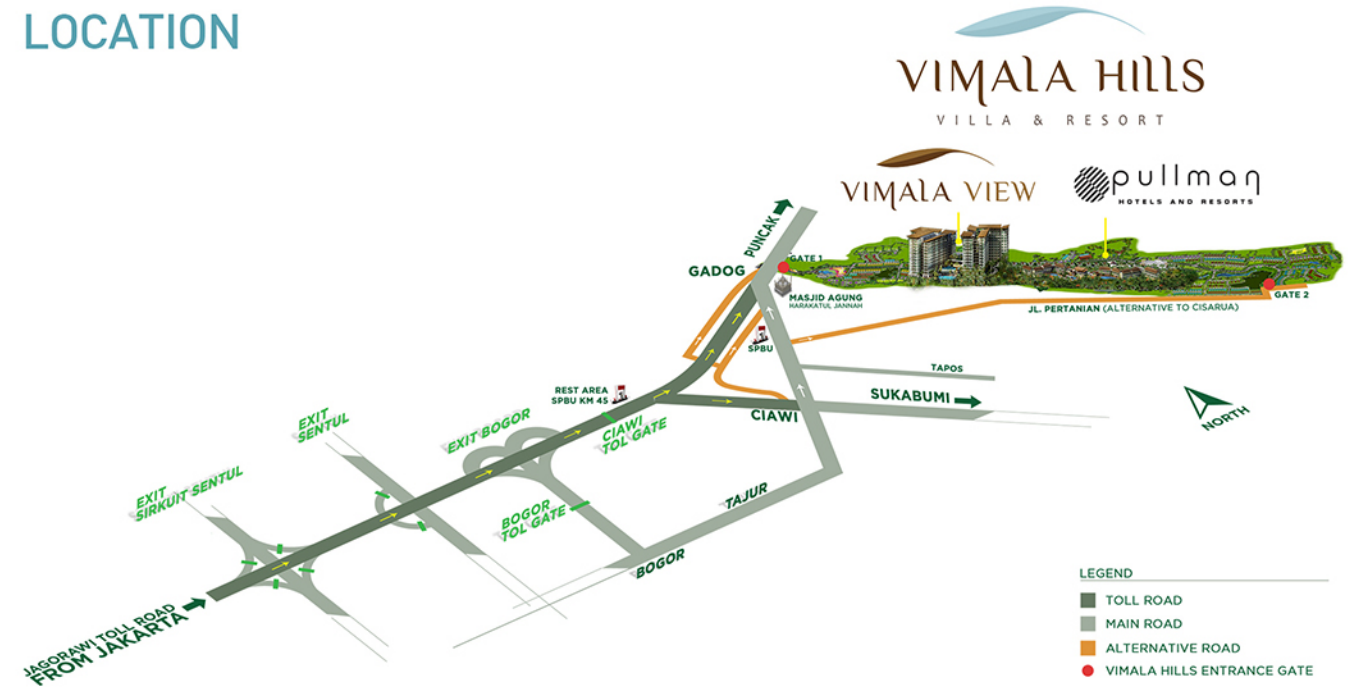 LOCATION
VIMALA HILLS
VILLA & RESORT
VIMALA VIEW
pullman
HOTELS AND RESORTS
PUNCAK
GADOG
GATE 1
MASJID AGUNG
HARAKATUL JANNAH
GATE 2
JL. PERTANIAN (ALTERNATIVE TO CISARUA)
SPBU
TAPOS
REST AREA
SPBU KM 45
SUKABUMI
CIAWI
NORTH
EXIT
SENTUL
EXIT BOGOR
CIAWI
TOL GATE
EXIT
SIRKUIT SENTUL
BOGOR
TOL GATE
TAJUR
BOGOR
JAGORAWI TOLL ROAD
FROM JAKARTA
LEGEND
TOLL ROAD
MAIN ROAD
ALTERNATIVE ROAD
VIMALA HILLS ENTRANCE GATE